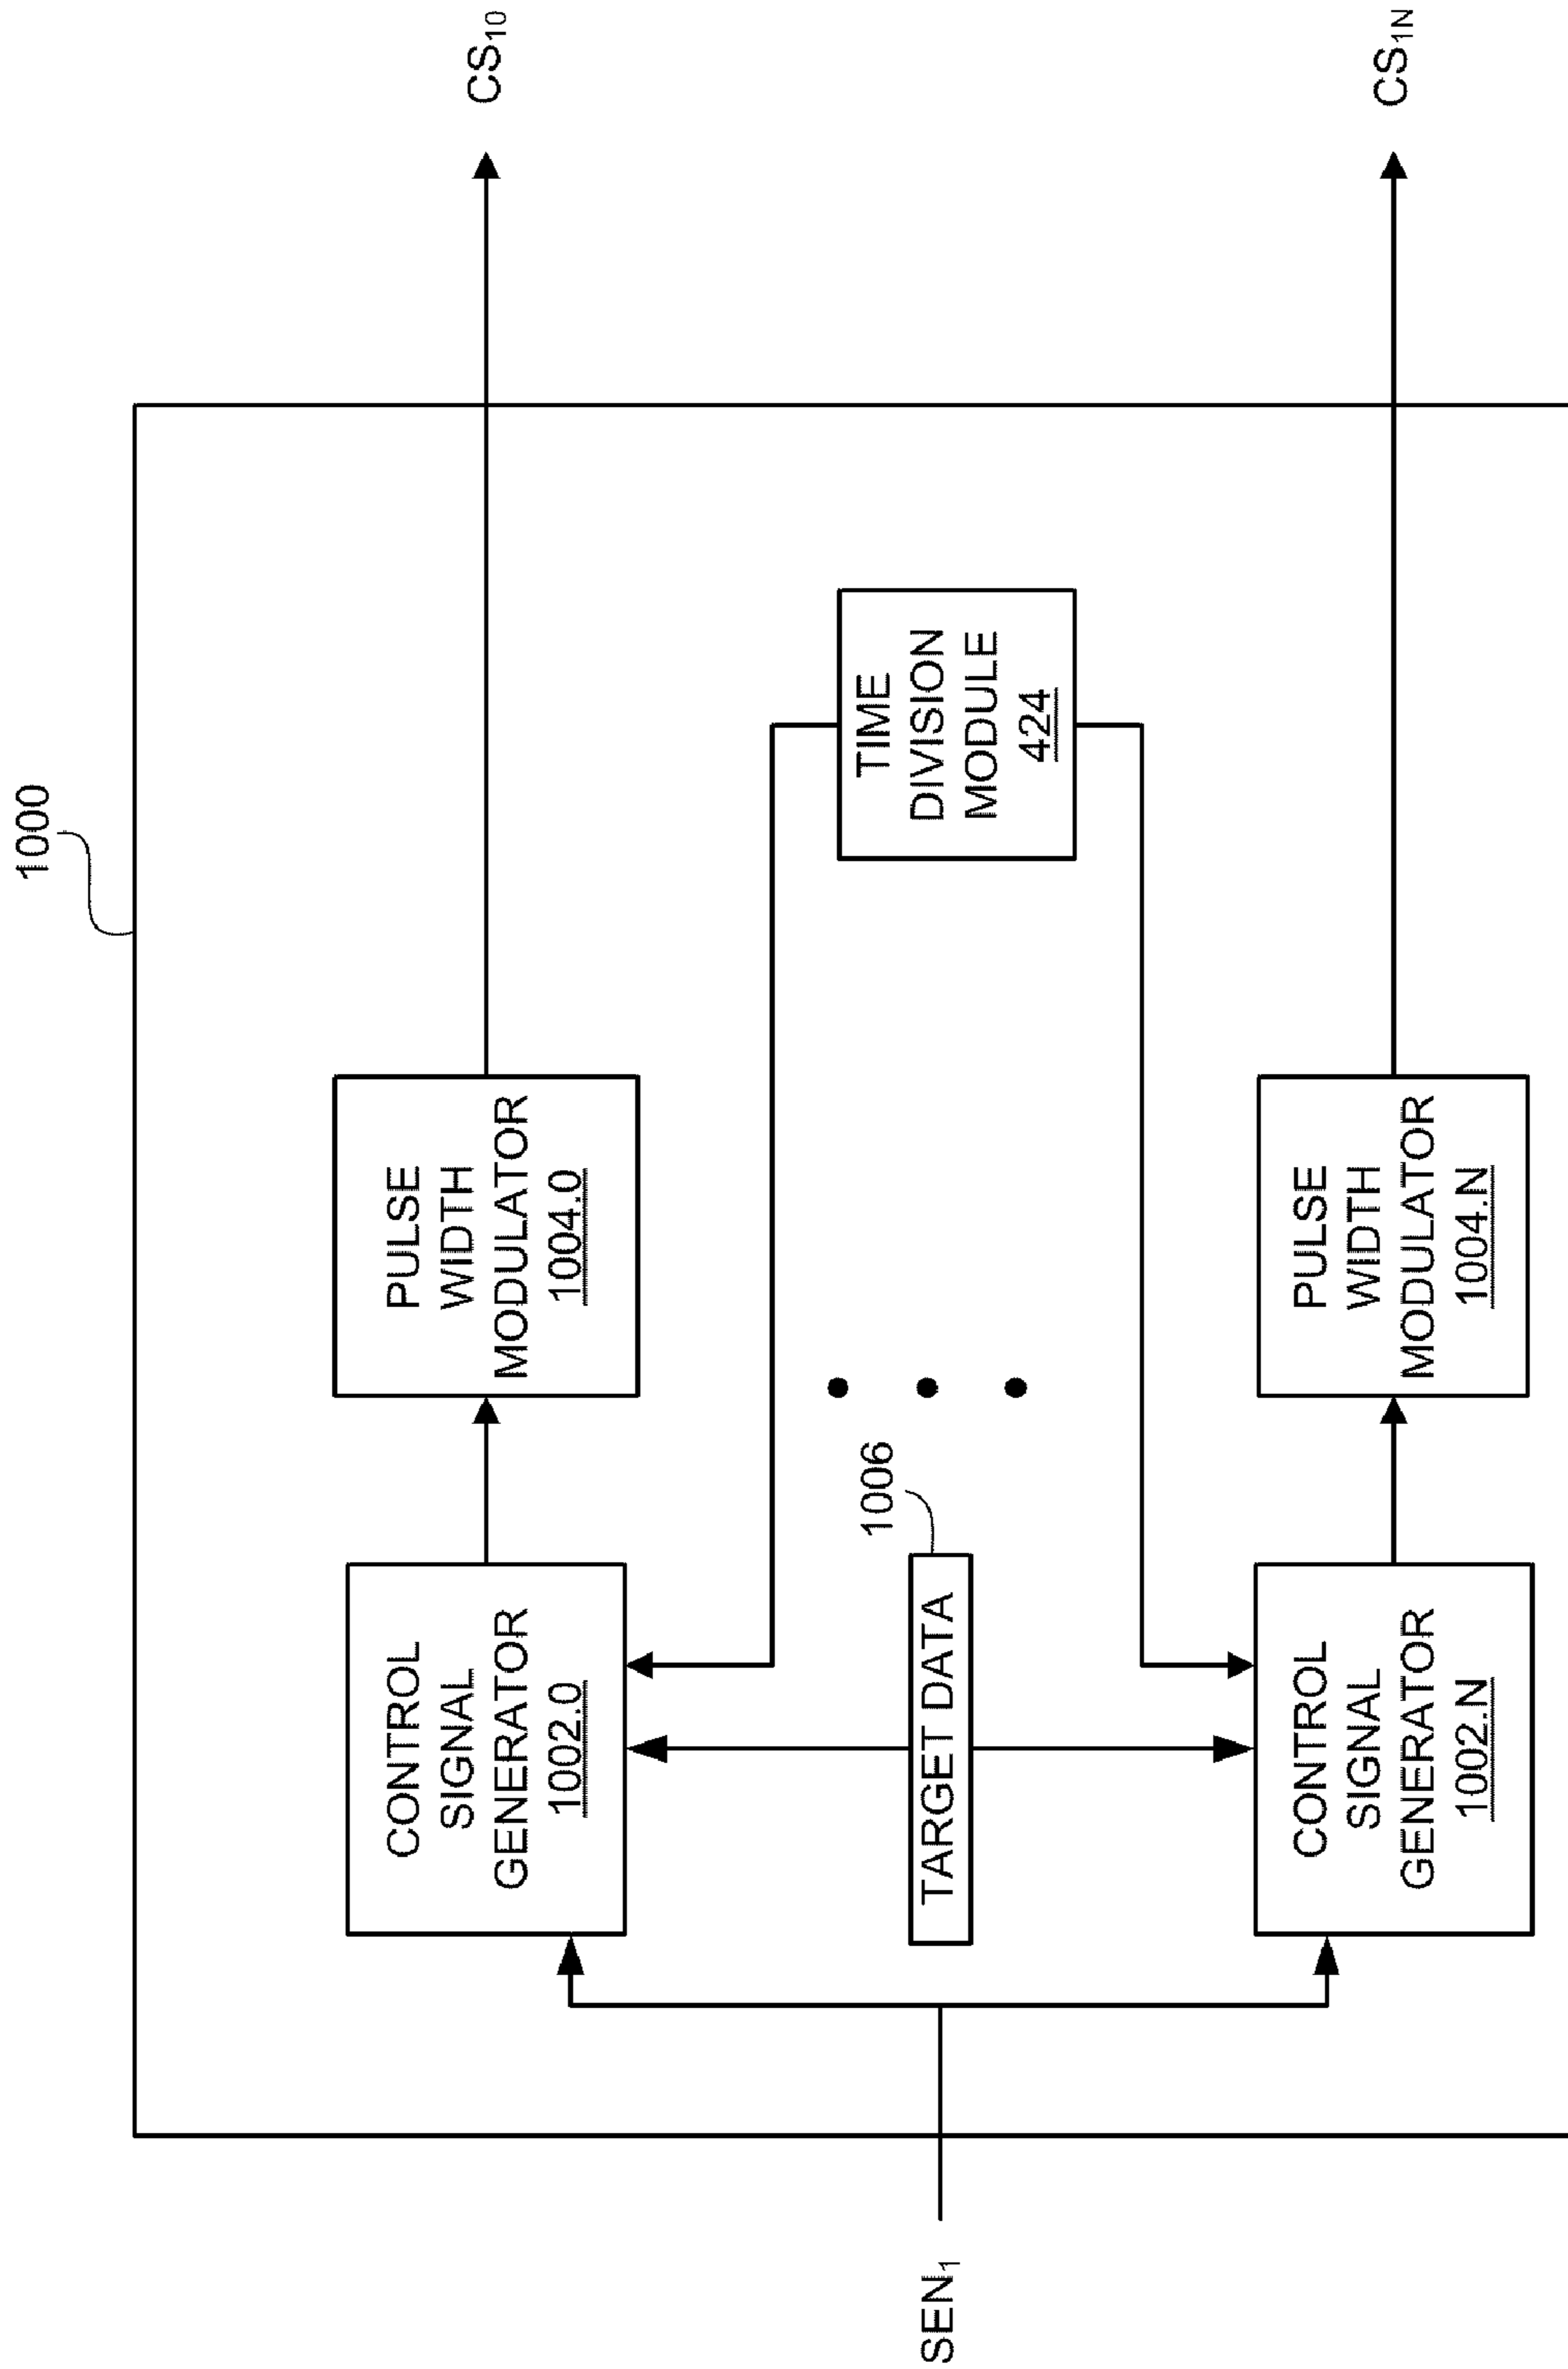 1000
CS10
CONTROL
SIGNAL
GENERATOR
1002.0
PULSE
WIDTH
MODULATOR
1004.0
SEN1
TARGET DATA
1006
TIME
DIVISION
MODULE
424
CONTROL
SIGNAL
GENERATOR
1002.N
PULSE
WIDTH
MODULATOR
1004.N
CS1N